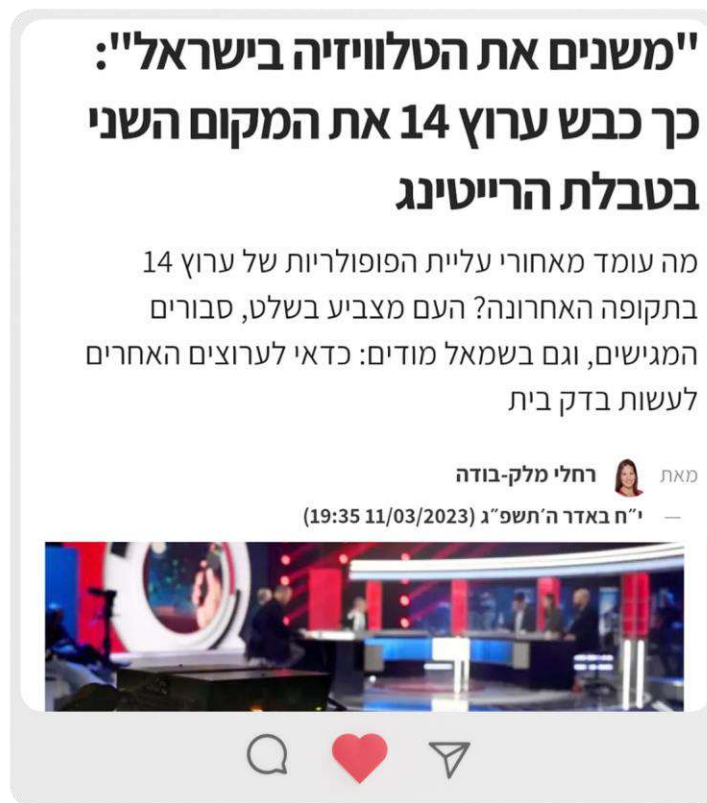 "משנים את הטלוויזיה בישראל":
כך כבש ערוץ 14 את המקום השני
בטבלת הרייטינג
מה עומד מאחורי עליית הפופולריות של ערוץ 14
בתקופה האחרונה? העם מצביע בשלט, סבורים
המגישים, וגם בשמאל מודים: כדאי לערוצים האחרים
לעשות בדק בית
מאת רחלי מלק-בודה
— י״ח באדר ה׳תשפ״ג (11/03/2023 19:35)